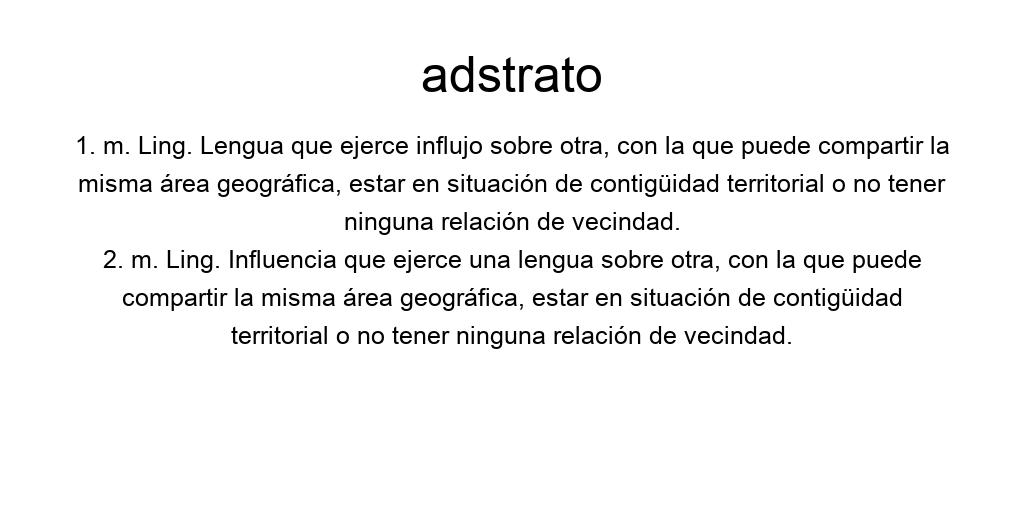 adstrato
1. m. Ling. Lengua que ejerce influjo sobre otra, con la que puede compartir la
misma área geográfica, estar en situación de contigüidad territorial o no tener
ninguna relación de vecindad.
2. m. Ling. Influencia que ejerce una lengua sobre otra, con la que puede
compartir la misma área geográfica, estar en situación de contigüidad
territorial o no tener ninguna relación de vecindad.